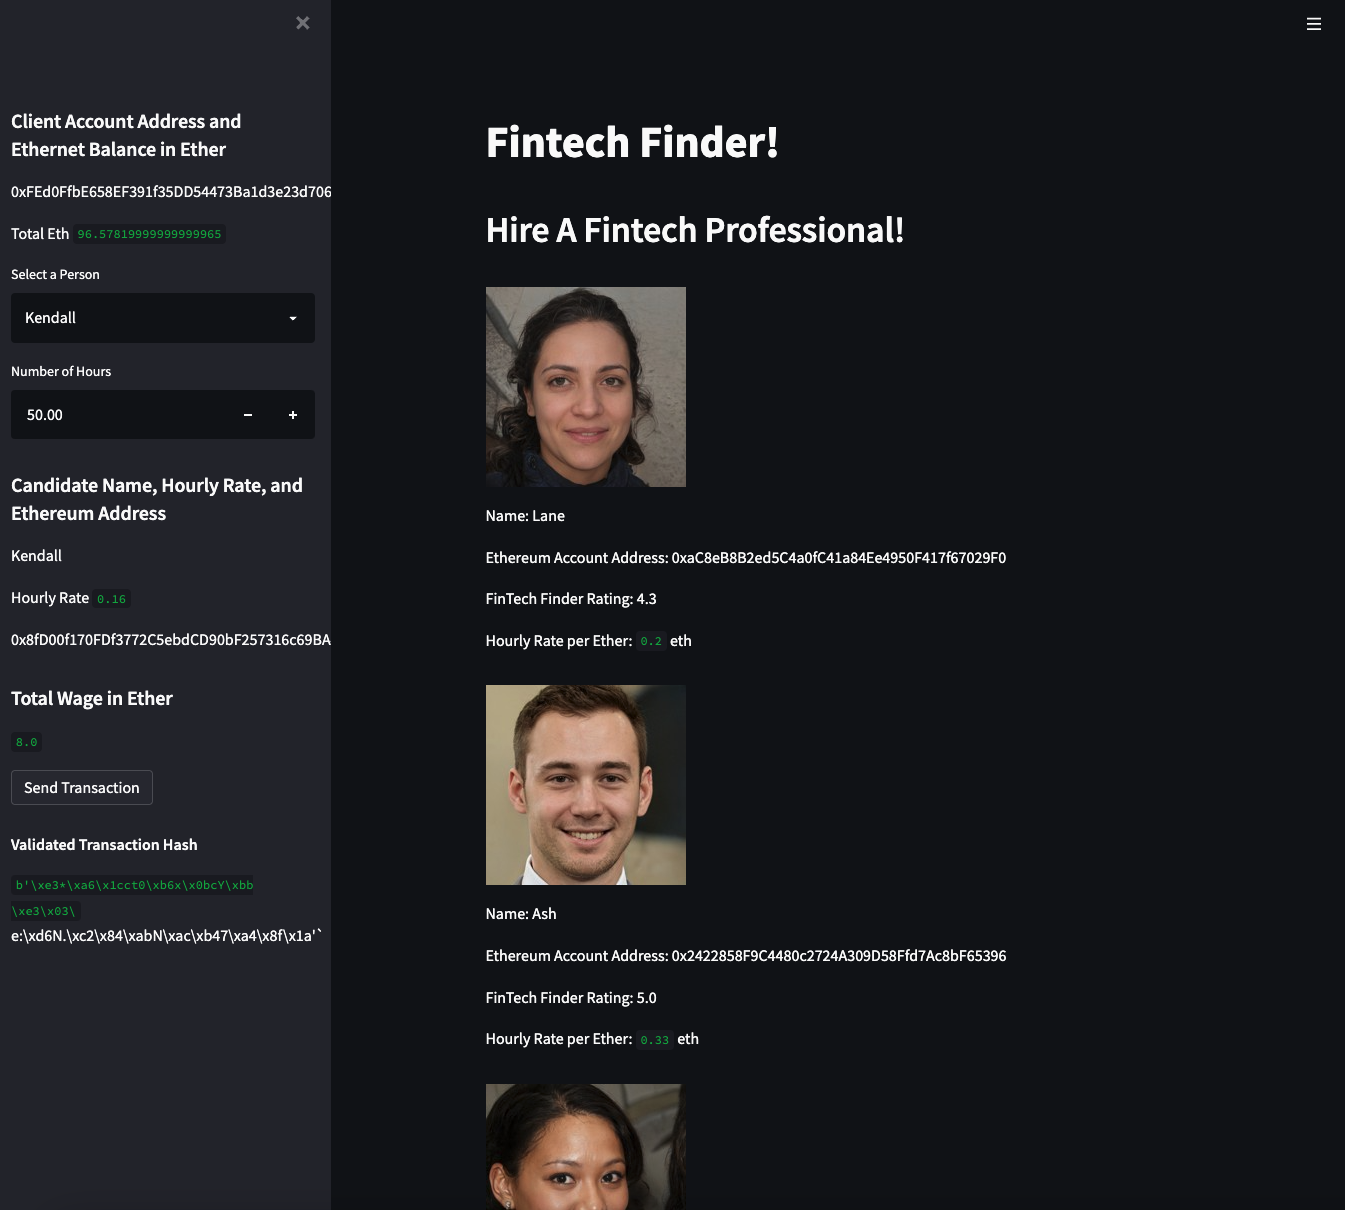 Client Account Address and
Ethernet Balance in Ether
0xFEd0FfbE658EF391f35DD54473Ba1d3e23d706
Total Eth 96.57819999999999965
Select a Person
Kendall
Number of Hours
50.00
Candidate Name, Hourly Rate, and
Ethereum Address
Kendall
Hourly Rate 0.16
0x8fD00f170FDf3772C5ebdCD90bF257316c69BA
Total Wage in Ether
8.0
Send Transaction
Validated Transaction Hash
b'\xe3*\xa6\x1cct0\xb6x\x0bcY\xbb
\xe3\x03\
e:\xd6N.\xc2\x84\xabN\xac\xb47\xa4\x8f\x1a'`
Fintech Finder!
Hire A Fintech Professional!
Name: Lane
Ethereum Account Address: 0xaC8eB8B2ed5C4a0fC41a84Ee4950F417f67029F0
FinTech Finder Rating: 4.3
Hourly Rate per Ether: 0.2 eth
Name: Ash
Ethereum Account Address: 0x2422858F9C4480c2724A309D58Ffd7Ac8bF65396
FinTech Finder Rating: 5.0
Hourly Rate per Ether: 0.33 eth